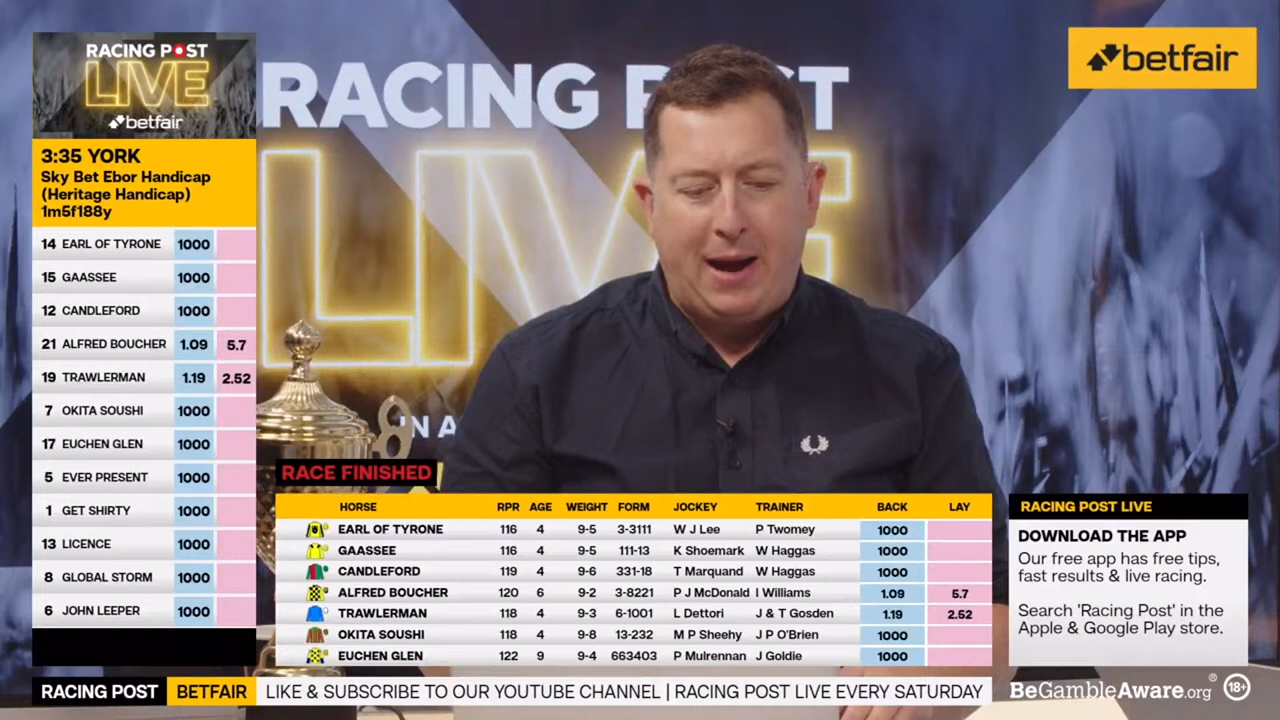 RACING POST
LIVE
betfair
3:35 YORK
Sky Bet Ebor Handicap
(Heritage Handicap)
1m5f188y
14 EARL OF TYRONE 1000
15 GAASSEE 1000
12 CANDLEFORD 1000
21 ALFRED BOUCHER 1.09 5.7
19 TRAWLERMAN 1.19 2.52
7 OKITA SOUSHI 1000
17 EUCHEN GLEN 1000
5 EVER PRESENT 1000
1 GET SHIRTY 1000
13 LICENCE 1000
8 GLOBAL STORM 1000
6 JOHN LEEPER 1000
RACING P ST
LIVE
IN A
betfair
RACE FINISHED
HORSE RPR AGE WEIGHT FORM JOCKEY TRAINER BACK LAY
EARL OF TYRONE 116 4 9-5 3-3111 W J Lee P Twomey 1000
GAASSEE 116 4 9-5 111-13 K Shoemark W Haggas 1000
CANDLEFORD 119 4 9-6 331-18 T Marquand W Haggas 1000
ALFRED BOUCHER 120 6 9-2 3-8221 P J McDonald I Williams 1.09 5.7
TRAWLERMAN 118 4 9-3 6-1001 L Dettori J & T Gosden 1.19 2.52
OKITA SOUSHI 118 4 9-8 13-232 M P Sheehy J P O'Brien 1000
EUCHEN GLEN 122 9 9-4 663403 P Mulrennan J Goldie 1000
RACING POST LIVE
DOWNLOAD THE APP
Our free app has free tips,
fast results & live racing.
Search 'Racing Post' in the
Apple & Google Play store.
RACING POST BETFAIR LIKE & SUBSCRIBE TO OUR YOUTUBE CHANNEL | RACING POST LIVE EVERY SATURDAY
BeGambleAware.org® 18+